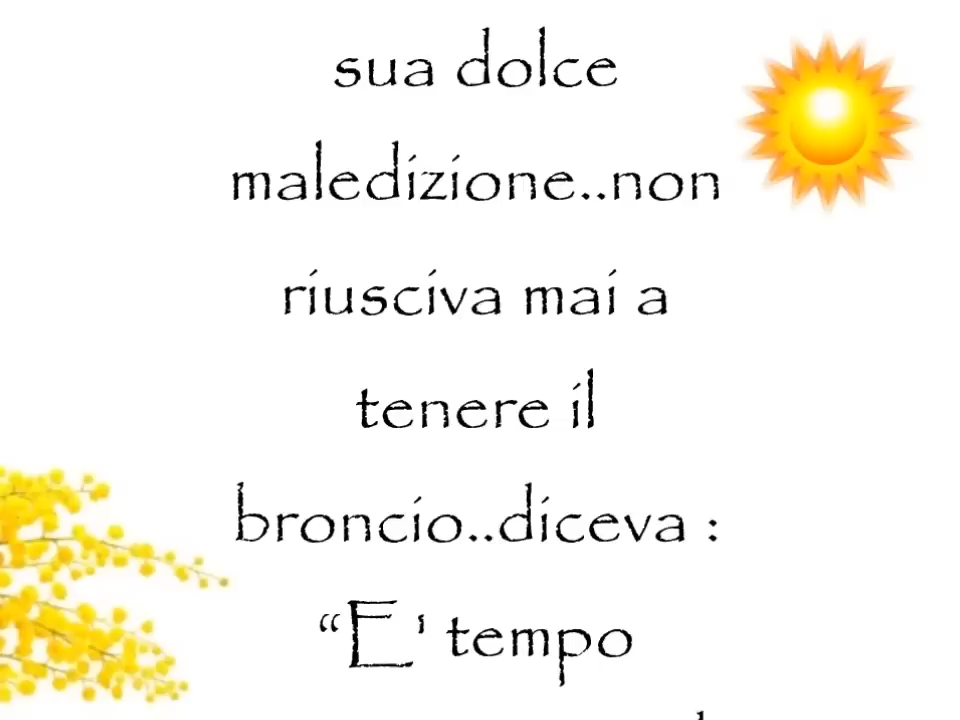 sua dolce
maledizione..non
riusciva mai a
tenere il
broncio..diceva :
“E' tempo